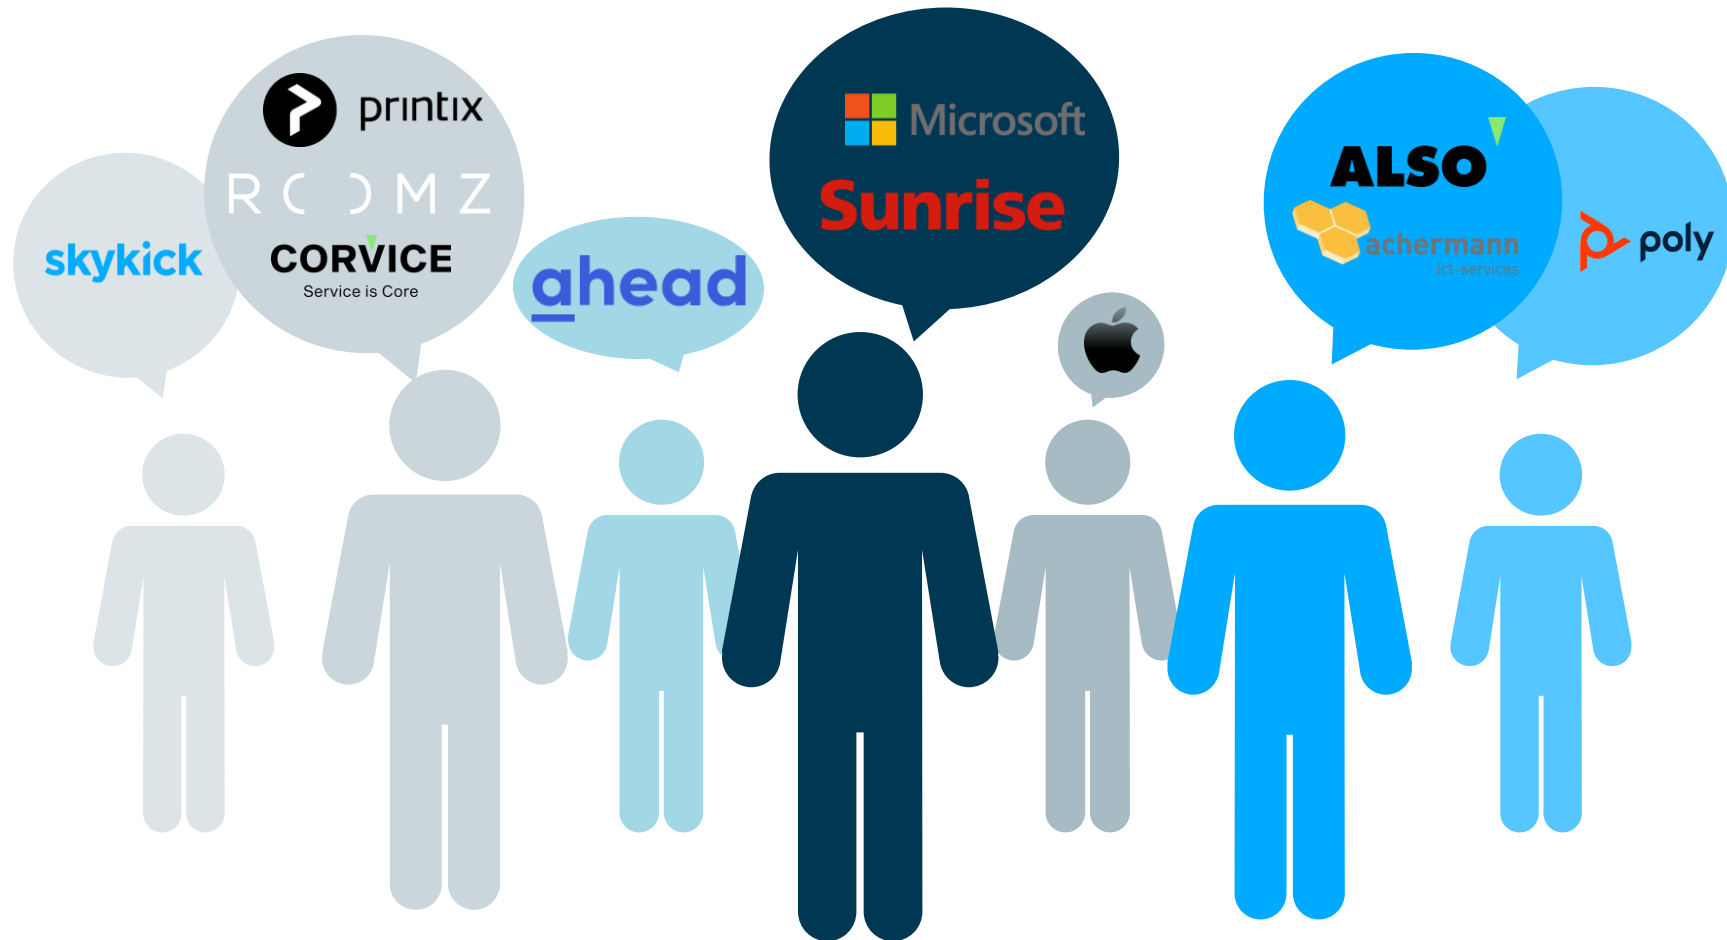 skykick
printix
ROOMZ
CORVICE
Service is Core
ahead
Microsoft
Sunrise
ALSO
achermann
ict-services
poly